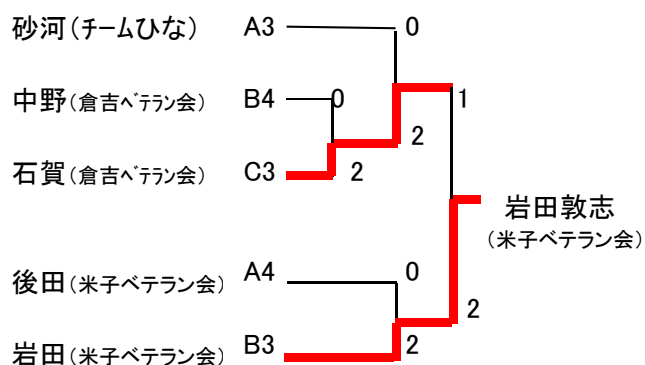 砂河(チームひな) A3 0
中野(倉吉ベテラン会) B4 0 1
2
石賀(倉吉ベテラン会) C3 2
岩田敦志
(米子ベテラン会)
後田(米子ベテラン会) A4 0
2
岩田(米子ベテラン会) B3 2